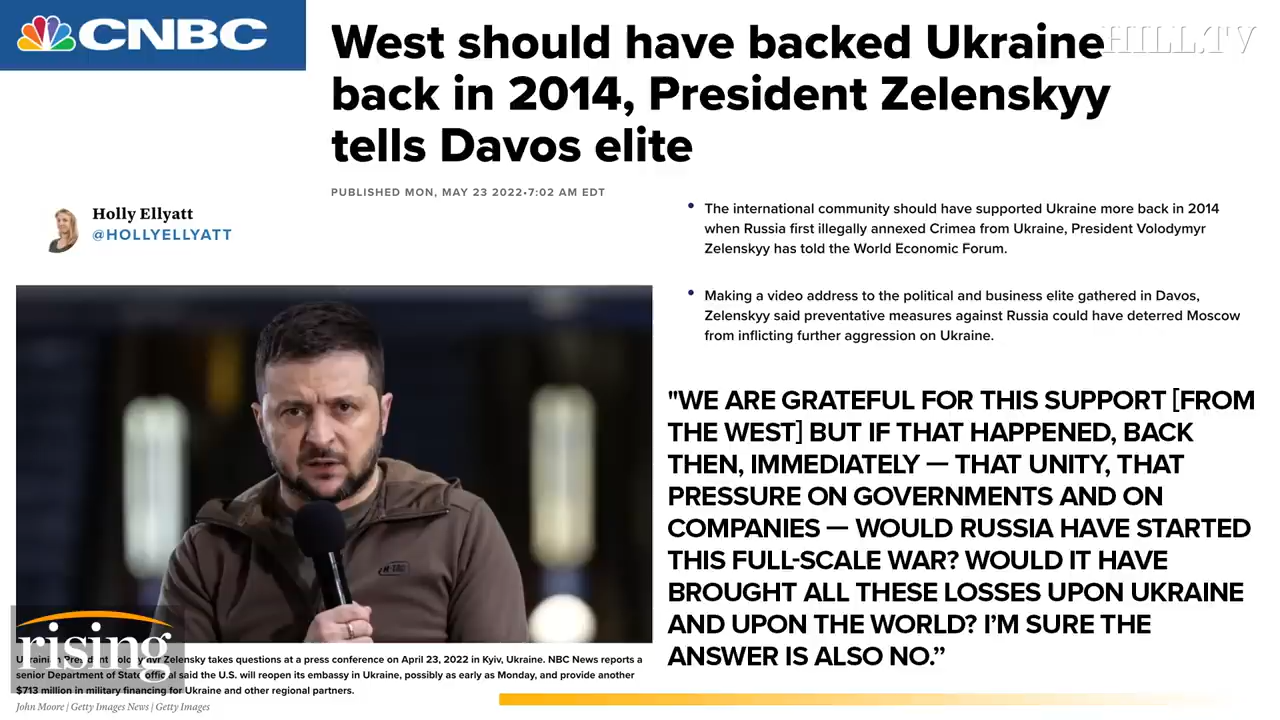 CNBC
HILL.TV
West should have backed Ukraine
back in 2014, President Zelenskyy
tells Davos elite
PUBLISHED MON, MAY 23 2022•7:02 AM EDT
Holly Ellyatt
@HOLLYELLYATT
• The international community should have supported Ukraine more back in 2014
when Russia first illegally annexed Crimea from Ukraine, President Volodymyr
Zelenskyy has told the World Economic Forum.
• Making a video address to the political and business elite gathered in Davos,
Zelenskyy said preventative measures against Russia could have deterred Moscow
from inflicting further aggression on Ukraine.
"WE ARE GRATEFUL FOR THIS SUPPORT [FROM
THE WEST] BUT IF THAT HAPPENED, BACK
THEN, IMMEDIATELY — THAT UNITY, THAT
PRESSURE ON GOVERNMENTS AND ON
COMPANIES — WOULD RUSSIA HAVE STARTED
THIS FULL-SCALE WAR? WOULD IT HAVE
BROUGHT ALL THESE LOSSES UPON UKRAINE
AND UPON THE WORLD? I’M SURE THE
ANSWER IS ALSO NO.”
rising
Ukrainian President Volodymyr Zelensky takes questions at a press conference on April 23, 2022 in Kyiv, Ukraine. NBC News reports a
senior Department of State official said the U.S. will reopen its embassy in Ukraine, possibly as early as Monday, and provide another
$713 million in military financing for Ukraine and other regional partners.
John Moore | Getty Images News | Getty Images